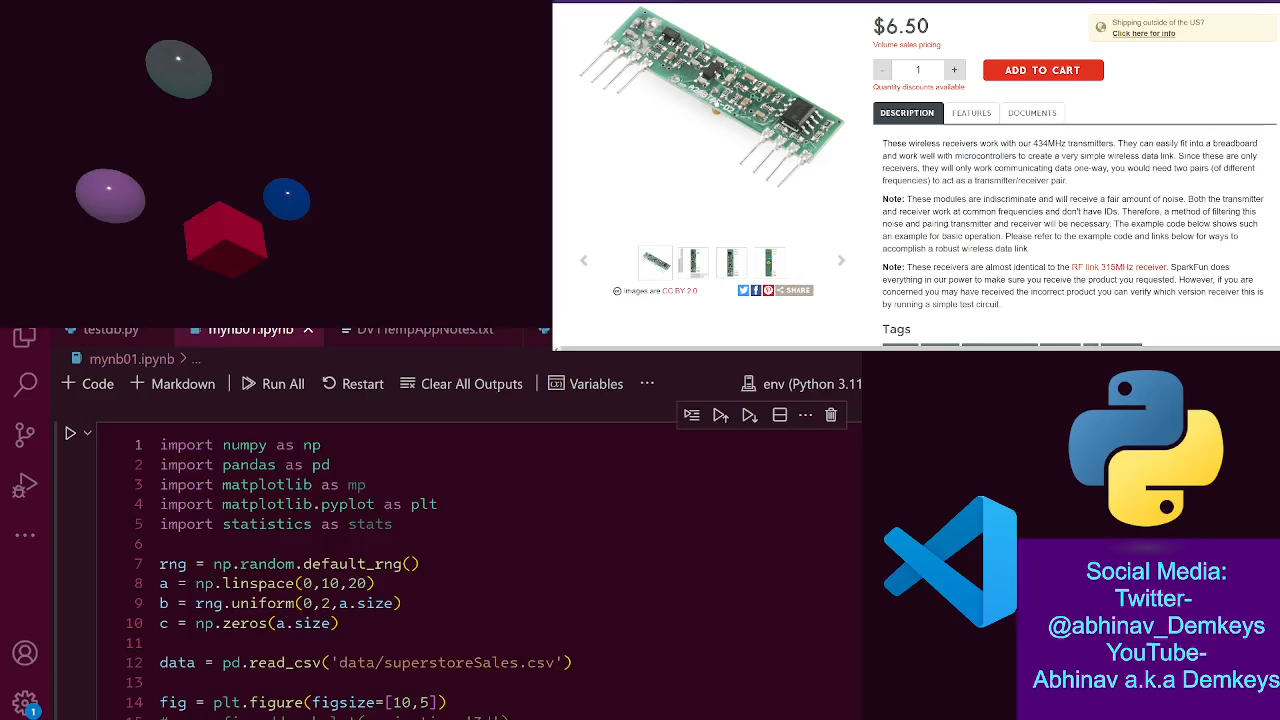 $6.50
Volume sales pricing
Shipping outside of the US?
Click here for info
- 1 +
ADD TO CART
Quantity discounts available
DESCRIPTION FEATURES DOCUMENTS
These wireless receivers work with our 434MHz transmitters. They can easily fit into a breadboard
and work well with microcontrollers to create a very simple wireless data link. Since these are only
receivers, they will only work communicating data one-way, you would need two pairs (of different
frequencies) to act as a transmitter/receiver pair.
Note: These modules are indiscriminate and will receive a fair amount of noise. Both the transmitter
and receiver work at common frequencies and don't have IDs. Therefore, a method of filtering this
noise and pairing transmitter and receiver will be necessary. The example code below shows such
an example for basic operation. Please refer to the example code and links below for ways to
accomplish a robust wireless data link.
Note: These receivers are almost identical to the RF link 315MHz receiver. SparkFun does
everything in our power to make sure you receive the product you requested. However, if you are
concerned you may have received the incorrect product you can verify which version receiver this is
by running a simple test circuit.
Tags
images are CC BY 2.0
SHARE
testdb.py mynb01.ipynb DVTTempAppNotes.txt
mynb01.ipynb > ...
+ Code + Markdown Run All Restart Clear All Outputs Variables ... env (Python 3.11
1 import numpy as np
2 import pandas as pd
3 import matplotlib as mp
4 import matplotlib.pyplot as plt
5 import statistics as stats
6
7 rng = np.random.default_rng()
8 a = np.linspace(0,10,20)
9 b = rng.uniform(0,2,a.size)
10 c = np.zeros(a.size)
11
12 data = pd.read_csv('data/superstoreSales.csv')
13
14 fig = plt.figure(figsize=[10,5])
1
Social Media:
Twitter-
@abhinav_Demkeys
YouTube-
Abhinav a.k.a Demkeys